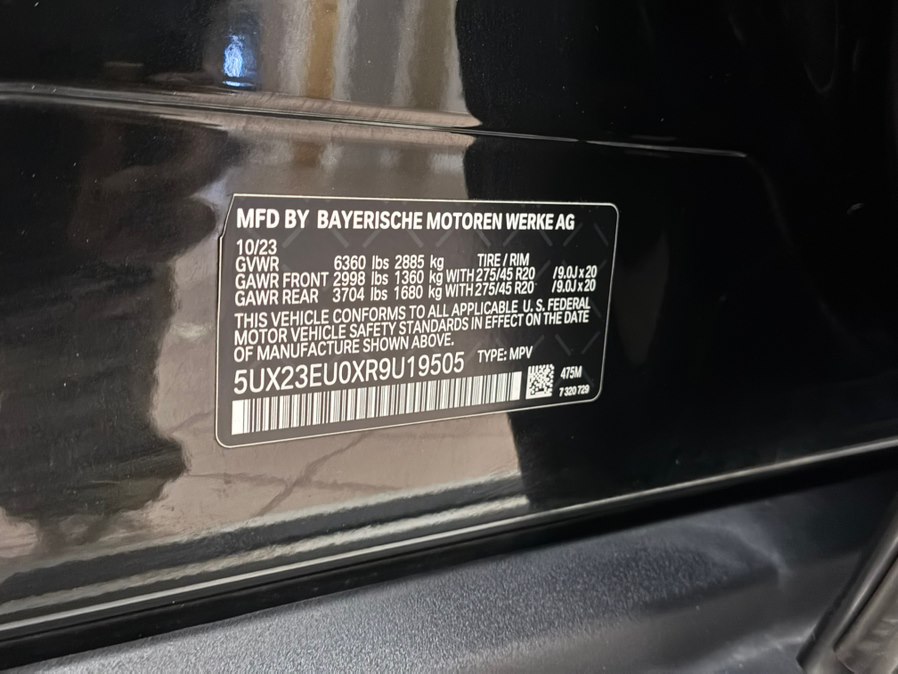 MFD BY BAYERISCHE MOTOREN WERKE AG
10/23
GVWR 6360 lbs 2885 kg TIRE / RIM
GAWR FRONT 2998 lbs 1360 kg WITH 275/45 R20 /9.0J x 20
GAWR REAR 3704 lbs 1680 kg WITH 275/45 R20 /9.0J x 20
THIS VEHICLE CONFORMS TO ALL APPLICABLE U.S. FEDERAL
MOTOR VEHICLE SAFETY STANDARDS IN EFFECT ON THE DATE
OF MANUFACTURE SHOWN ABOVE.
5UX23EU0XR9U19505 TYPE: MPV
475M
7 320 729